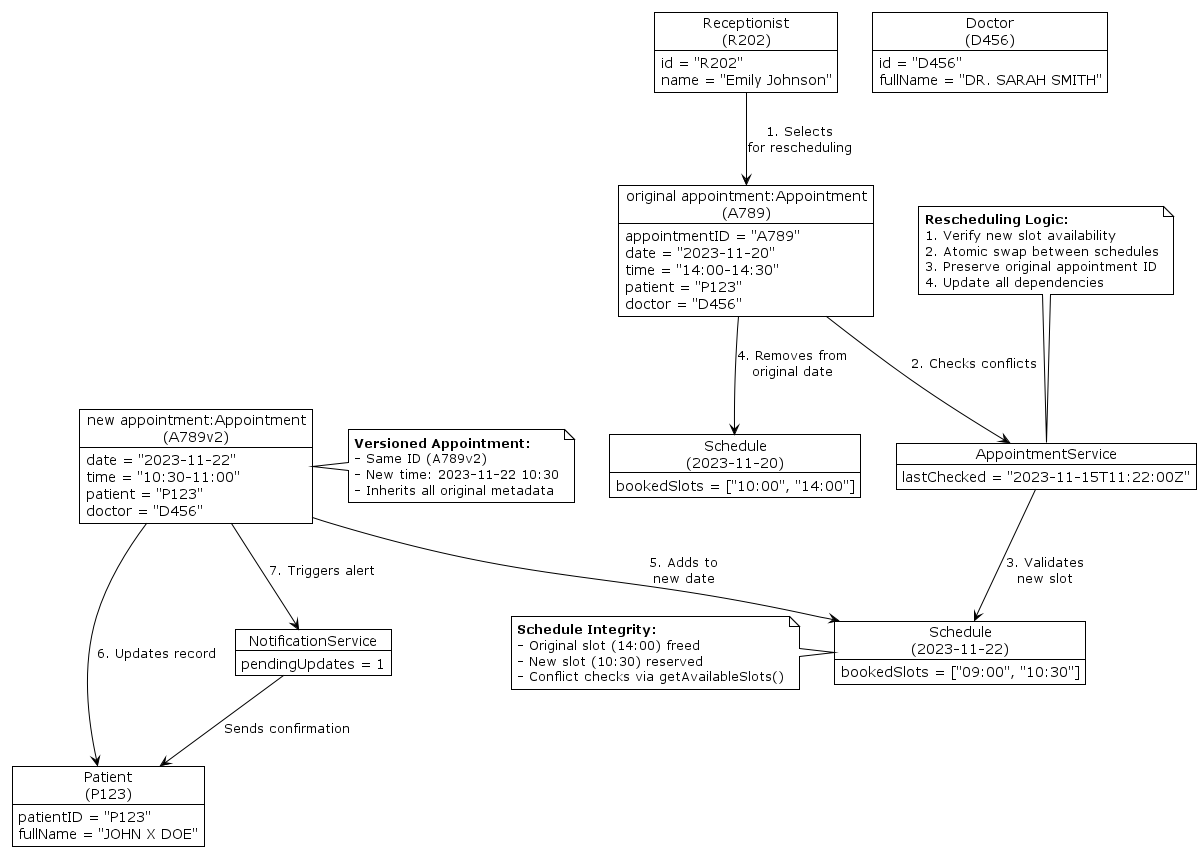 Receptionist
(R202)
id = "R202"
name = "Emily Johnson"
Doctor
(D456)
id = "D456"
fullName = "DR. SARAH SMITH"
1. Selects
for rescheduling
original appointment:Appointment
(A789)
appointmentID = "A789"
date = "2023-11-20"
time = "14:00-14:30"
patient = "P123"
doctor = "D456"
Rescheduling Logic:
1. Verify new slot availability
2. Atomic swap between schedules
3. Preserve original appointment ID
4. Update all dependencies
4. Removes from
original date
2. Checks conflicts
new appointment:Appointment
(A789v2)
date = "2023-11-22"
time = "10:30-11:00"
patient = "P123"
doctor = "D456"
Versioned Appointment:
- Same ID (A789v2)
- New time: 2023-11-22 10:30
- Inherits all original metadata
Schedule
(2023-11-20)
bookedSlots = ["10:00", "14:00"]
AppointmentService
lastChecked = "2023-11-15T11:22:00Z"
7. Triggers alert
5. Adds to
new date
3. Validates
new slot
6. Updates record
NotificationService
pendingUpdates = 1
Schedule Integrity:
- Original slot (14:00) freed
- New slot (10:30) reserved
- Conflict checks via getAvailableSlots()
Schedule
(2023-11-22)
bookedSlots = ["09:00", "10:30"]
Sends confirmation
Patient
(P123)
patientID = "P123"
fullName = "JOHN X DOE"